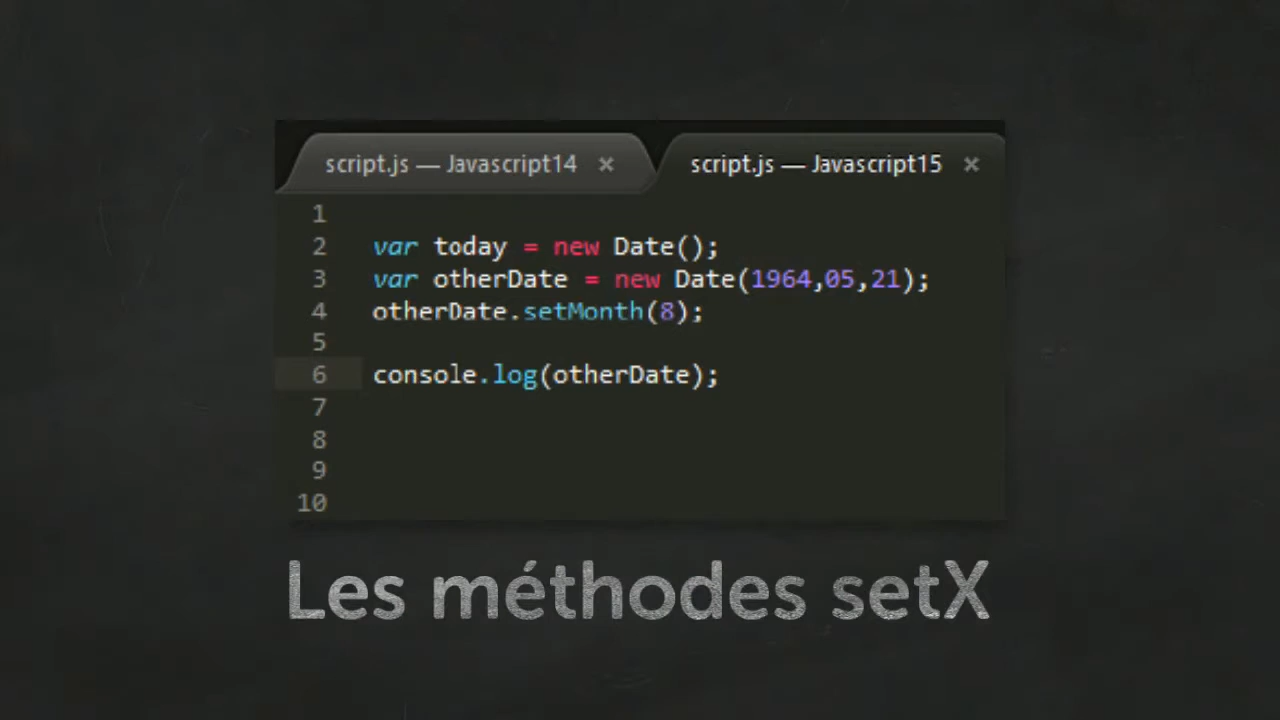 script.js — Javascript14 ×
script.js — Javascript15 ×
1
2 var today = new Date();
3 var otherDate = new Date(1964,05,21);
4 otherDate.setMonth(8);
5
6 console.log(otherDate);
7
8
9
10
Les méthodes setX